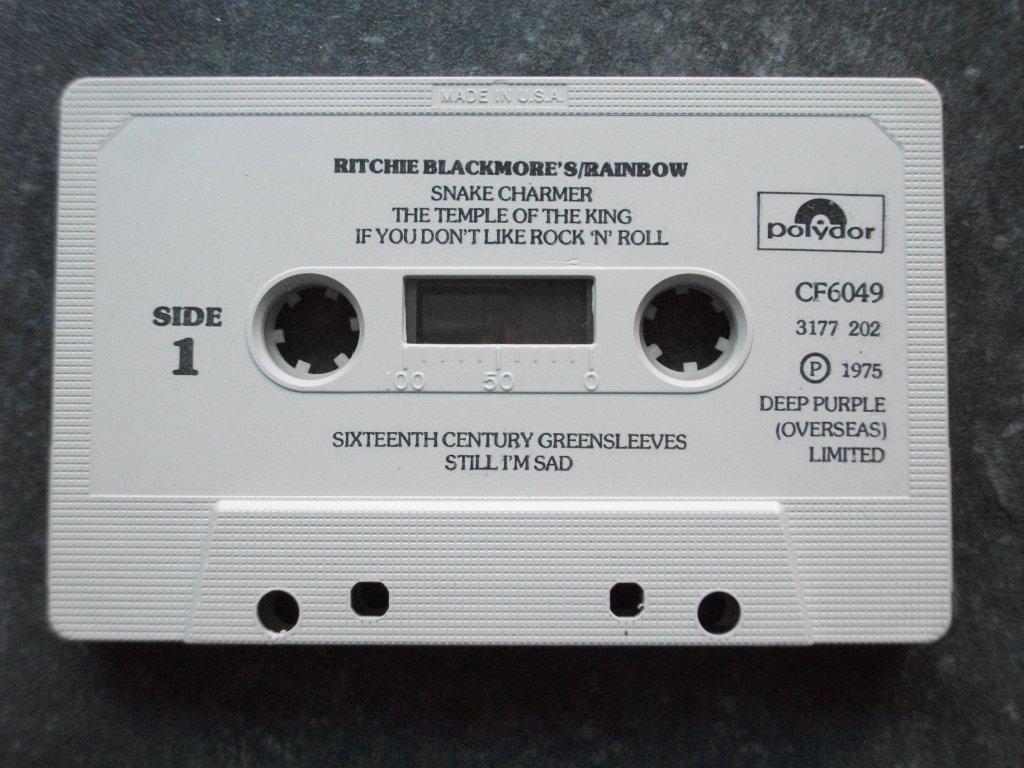 MADE IN U.S.A.
RITCHIE BLACKMORE'S/RAINBOW
SNAKE CHARMER
THE TEMPLE OF THE KING
IF YOU DON'T LIKE ROCK 'N' ROLL
polydor
SIDE
1
CF6049
3177 202
Ⓟ 1975
DEEP PURPLE
(OVERSEAS)
LIMITED
100 50 0
SIXTEENTH CENTURY GREENSLEEVES
STILL I'M SAD